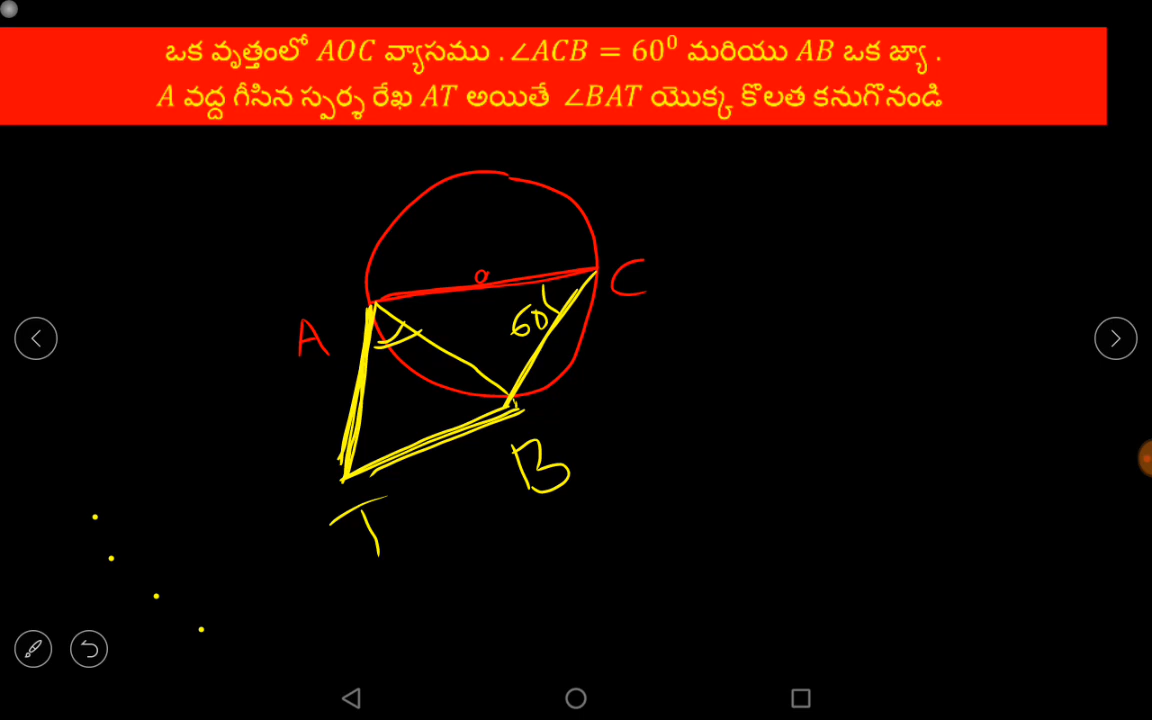 ఒక వృత్తంలో AOC వ్యాసము . ∠ACB = 60⁰ మరియు AB ఒక జ్యా .
A వద్ద గీసిన స్పర్శ రేఖ AT అయితే ∠BAT యొక్క కొలత కనుగొనండి
o
C
60
A
B
T